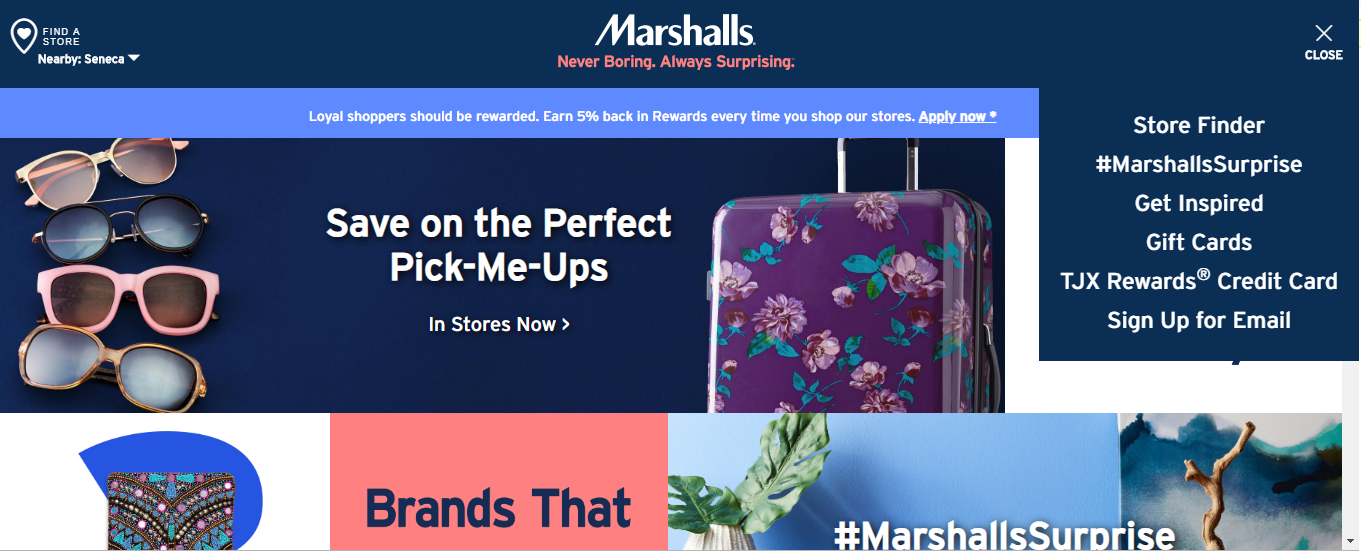 FIND A
STORE
Nearby: Seneca
Marshalls.
Never Boring. Always Surprising.
CLOSE
Loyal shoppers should be rewarded. Earn 5% back in Rewards every time you shop our stores. Apply now *
Save on the Perfect
Pick-Me-Ups
In Stores Now >
Store Finder
#MarshallsSurprise
Get Inspired
Gift Cards
TJX Rewards® Credit Card
Sign Up for Email
Brands That
#MarshallsSurprise